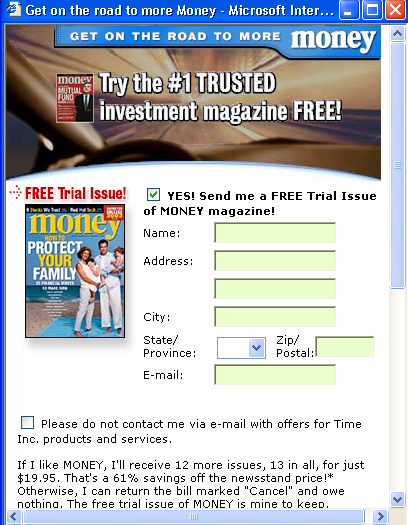 Get on the road to more Money - Microsoft Inter...
GET ON THE ROAD TO MORE money
money
MUTUAL
FUND
Try the #1 TRUSTED
investment magazine FREE!
FREE Trial Issue!
YES! Send me a FREE Trial Issue
of MONEY magazine!
money
HOW TO
PROTECT
YOUR
FAMILY
Name:
Address:
City:
State/
Province:
Zip/
Postal:
E-mail:
Please do not contact me via e-mail with offers for Time
Inc. products and services.
If I like MONEY, I'll receive 12 more issues, 13 in all, for just
$19.95. That's a 61% savings off the newsstand price!*
Otherwise, I can return the bill marked "Cancel" and owe
nothing. The free trial issue of MONEY is mine to keep.